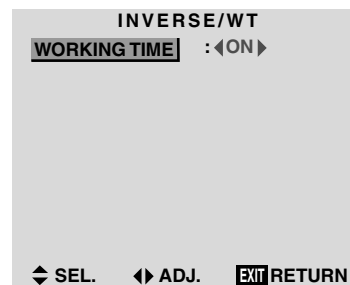 INVERSE/WT
WORKING TIME : ◀ON▶
SEL. ADJ. EXIT RETURN